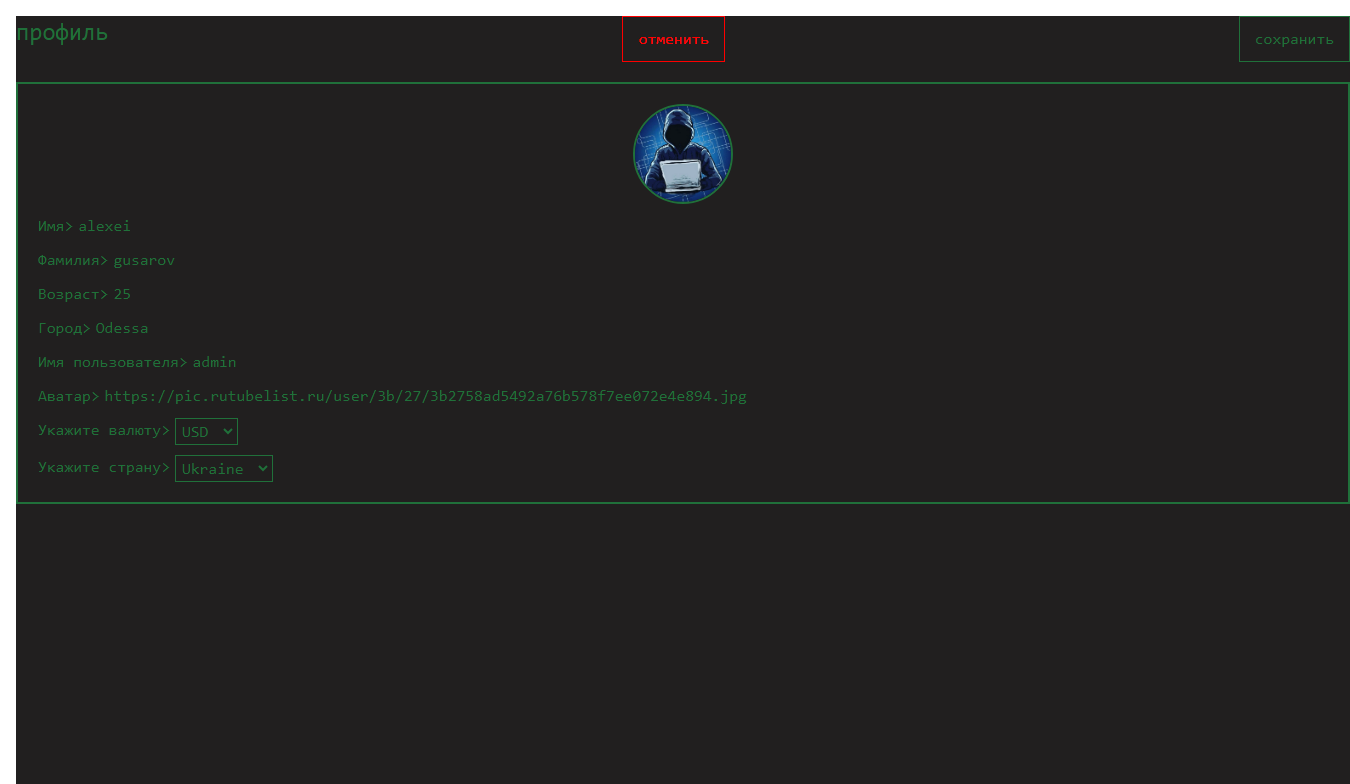 профиль
отменить
сохранить
Имя> alexei
Фамилия> gusarov
Возраст> 25
Город> Odessa
Имя пользователя> admin
Аватар> https://pic.rutubelist.ru/user/3b/27/3b2758ad5492a76b578f7ee072e4e894.jpg
Укажите валюту> USD
Укажите страну> Ukraine